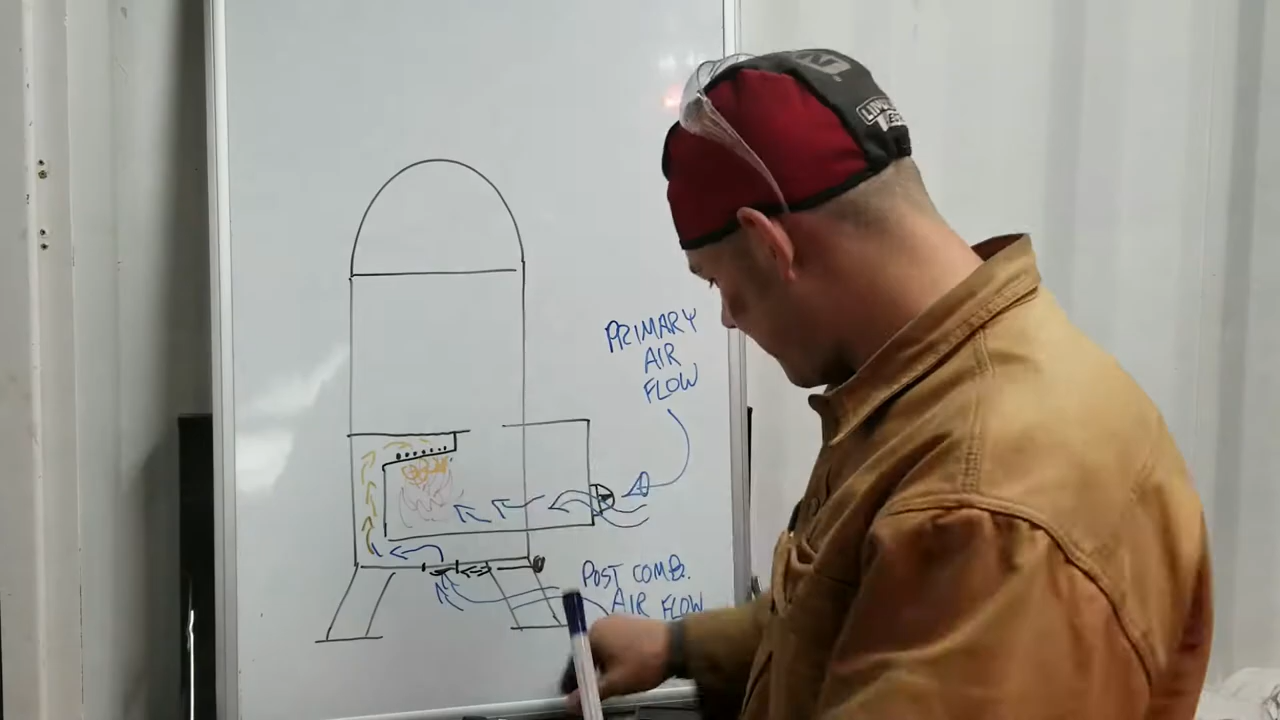 PRIMARY
AIR
FLOW
POST COMB.
AIR FLOW